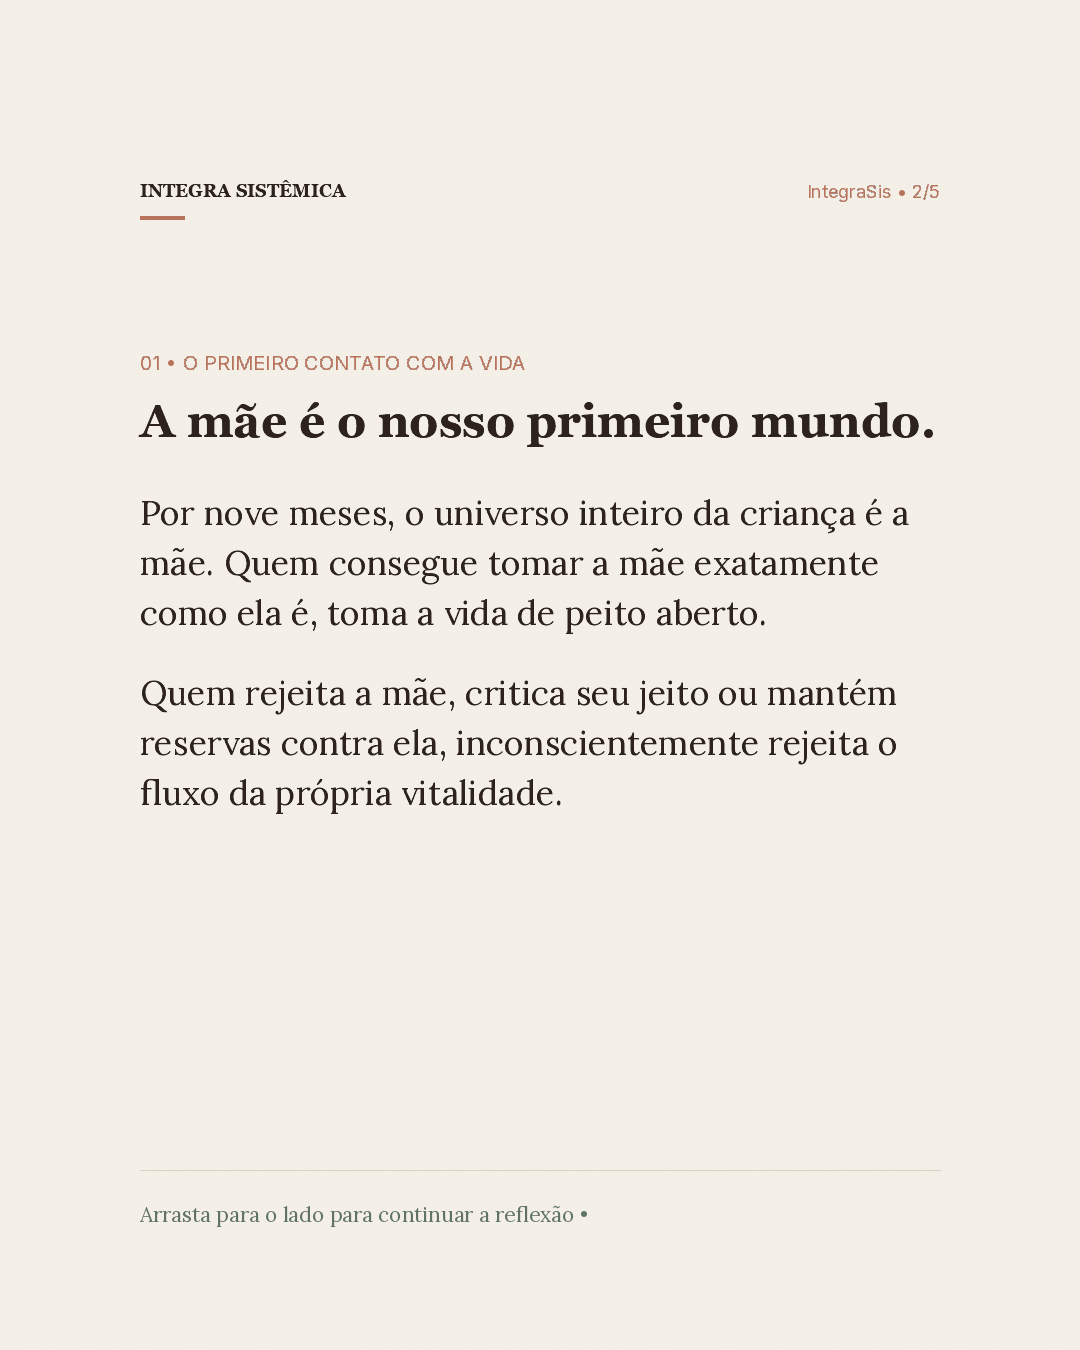 INTEGRA SISTÊMICA
IntegraSis • 2/5
01 • O PRIMEIRO CONTATO COM A VIDA
A mãe é o nosso primeiro mundo.
Por nove meses, o universo inteiro da criança é a
mãe. Quem consegue tomar a mãe exatamente
como ela é, toma a vida de peito aberto.
Quem rejeita a mãe, critica seu jeito ou mantém
reservas contra ela, inconscientemente rejeita o
fluxo da própria vitalidade.
Arrasta para o lado para continuar a reflexão •